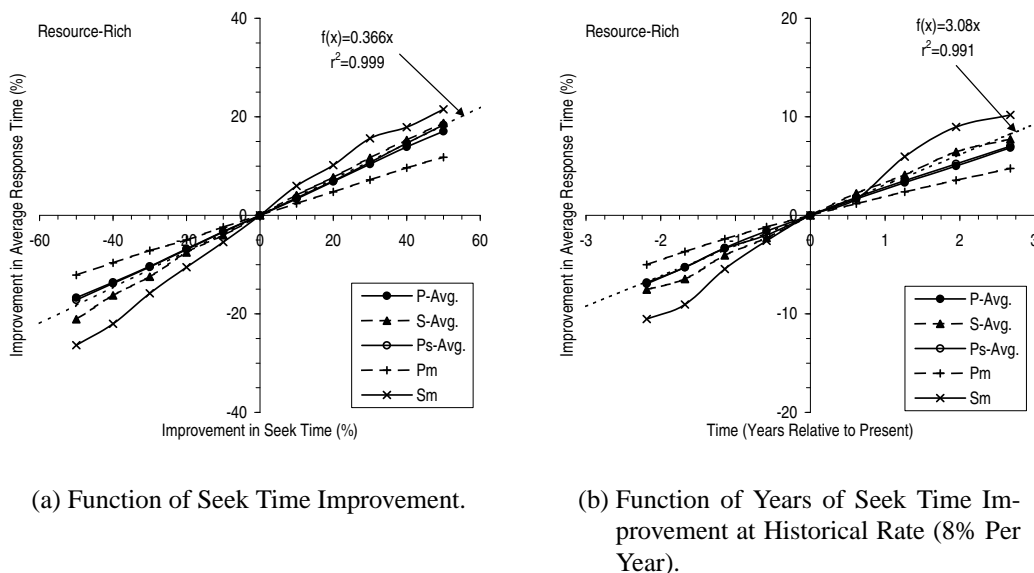 Resource-Rich
f(x)=0.366x
r²=0.999
Improvement in Average Response Time (%)
40
20
0
-20
-40
-60
-40
-20
0
20
40
60
P-Avg.
S-Avg.
Ps-Avg.
Pm
Sm
Improvement in Seek Time (%)
(a) Function of Seek Time Improvement.
Resource-Rich
f(x)=3.08x
r²=0.991
Improvement in Average Response Time (%)
20
10
0
-10
-20
-3
-2
-1
0
1
2
3
P-Avg.
S-Avg.
Ps-Avg.
Pm
Sm
Time (Years Relative to Present)
(b) Function of Years of Seek Time Im-
provement at Historical Rate (8% Per
Year).